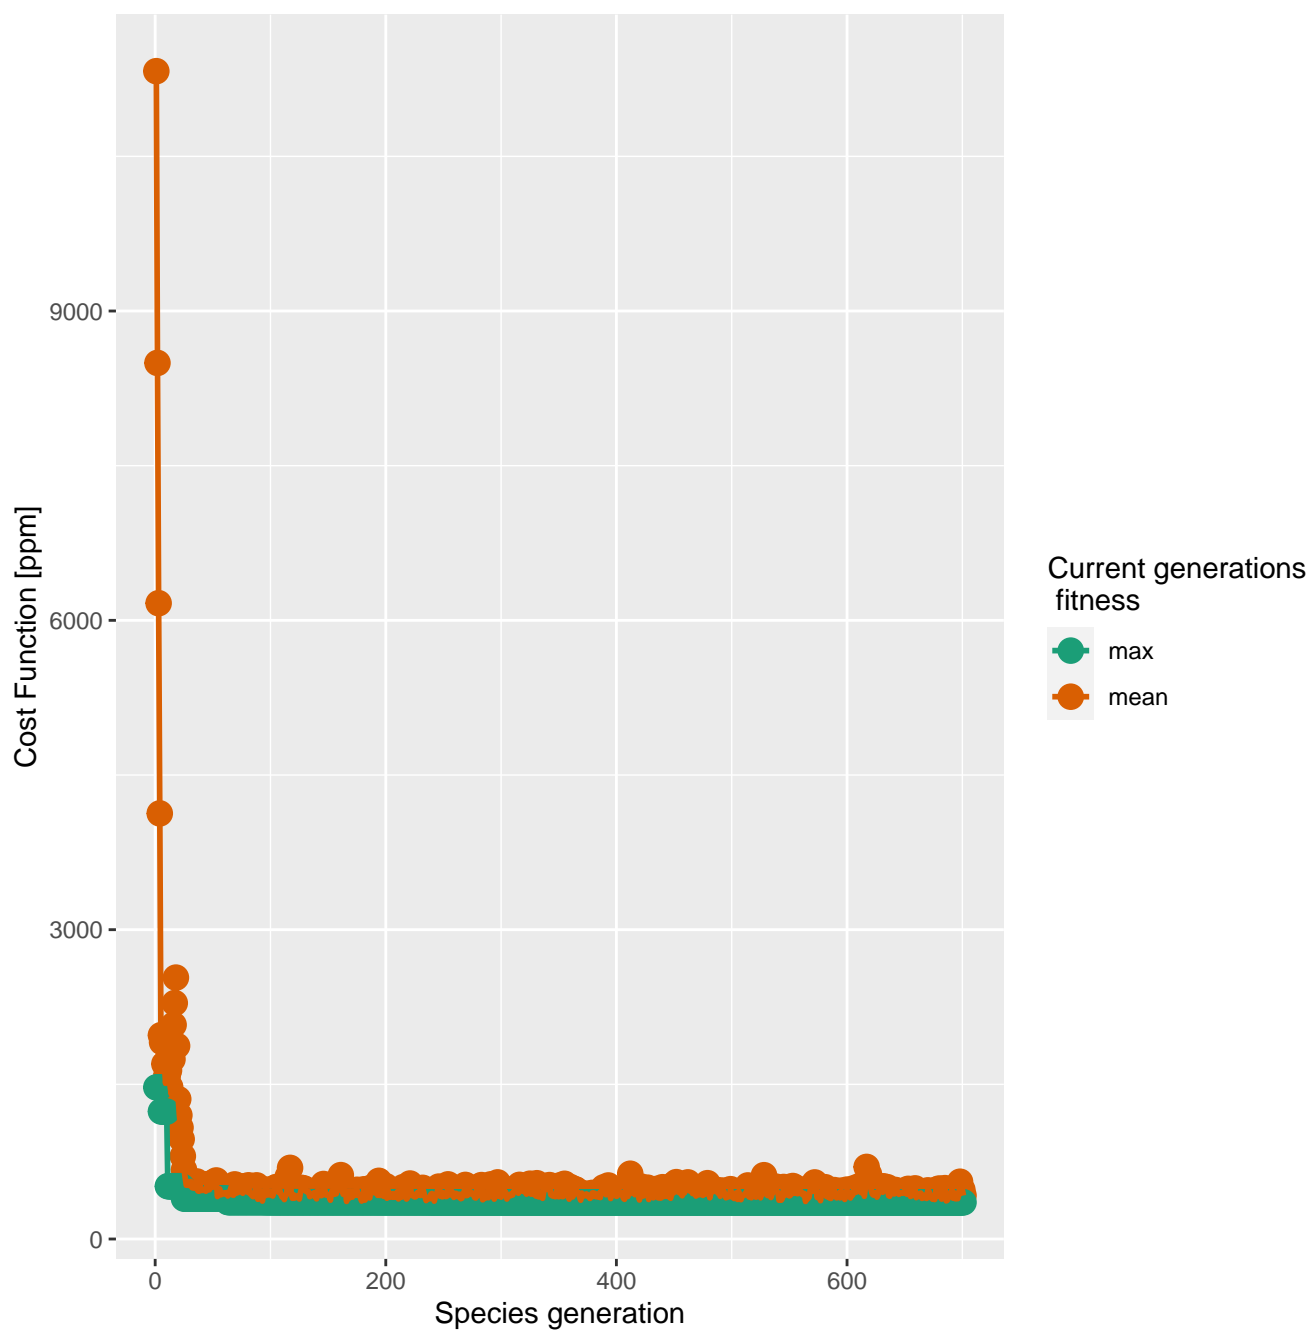 Cost Function [ppm]
9000
6000
3000
0
0 200 400 600
Species generation
Current generations
fitness
max
mean